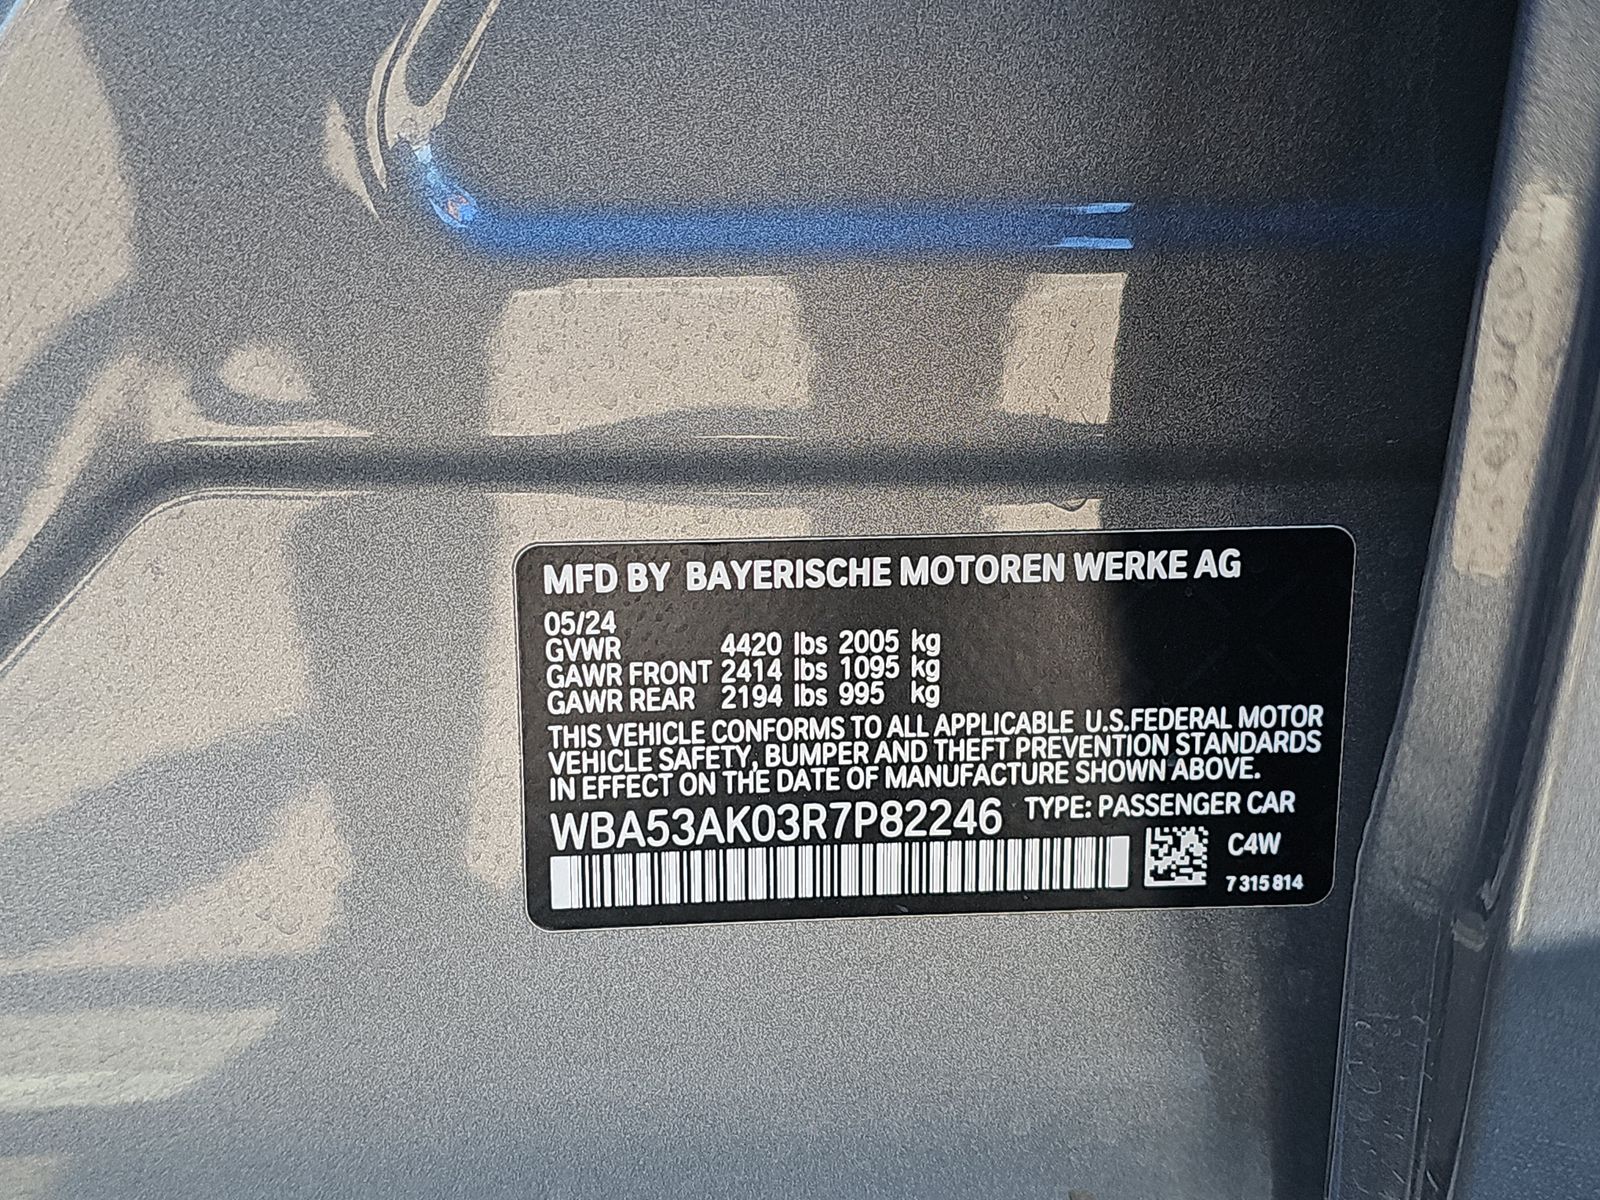 MFD BY BAYERISCHE MOTOREN WERKE AG
05/24
GVWR 4420 lbs 2005 kg
GAWR FRONT 2414 lbs 1095 kg
GAWR REAR 2194 lbs 995 kg
THIS VEHICLE CONFORMS TO ALL APPLICABLE U.S.FEDERAL MOTOR
VEHICLE SAFETY, BUMPER AND THEFT PREVENTION STANDARDS
IN EFFECT ON THE DATE OF MANUFACTURE SHOWN ABOVE.
WBA53AK03R7P82246 TYPE: PASSENGER CAR
C4W
7 315 814